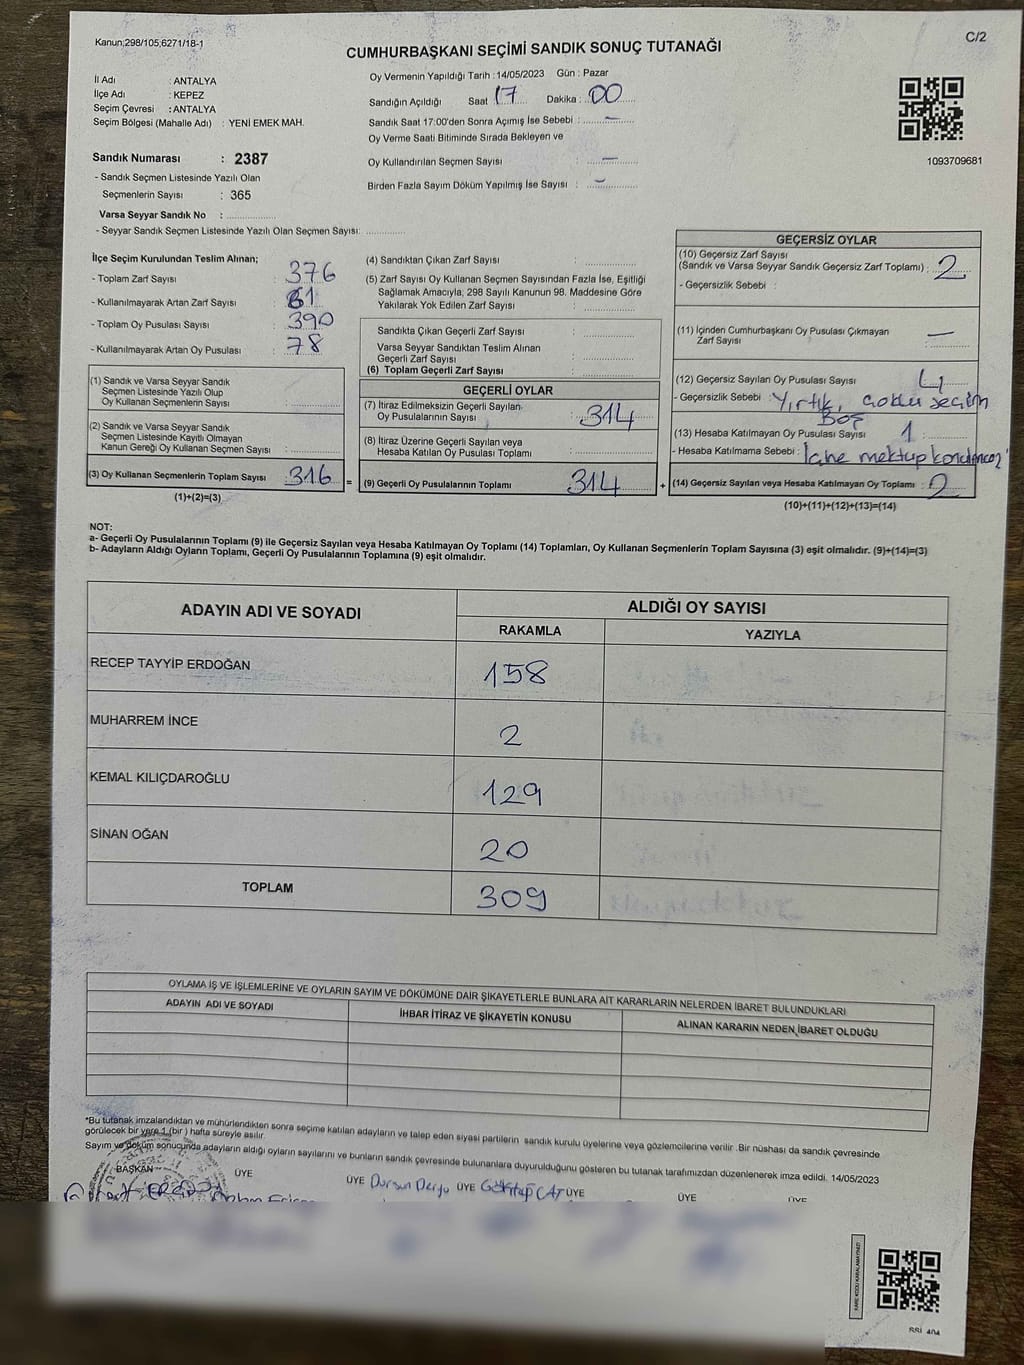 Kanun;298/105,6271/18-1
C/2
CUMHURBAŞKANI SEÇİMİ SANDIK SONUÇ TUTANAĞI
İl Adı : ANTALYA
İlçe Adı : KEPEZ
Seçim Çevresi : ANTALYA
Seçim Bölgesi (Mahalle Adı) : YENİ EMEK MAH.
Sandık Numarası : 2387
- Sandık Seçmen Listesinde Yazılı Olan
Seçmenlerin Sayısı : 365
Varsa Seyyar Sandık No :
- Seyyar Sandık Seçmen Listesinde Yazılı Olan Seçmen Sayısı:
Oy Vermenin Yapıldığı Tarih : 14/05/2023 Gün : Pazar
Sandığın Açıldığı Saat 17 Dakika : 00
Sandık Saat 17:00'den Sonra Açımış İse Sebebi : —
Oy Verme Saati Bitiminde Sırada Bekleyen ve
Oy Kullandırılan Seçmen Sayısı : —
Birden Fazla Sayım Döküm Yapılmış İse Sayısı : —
1093709681
İlçe Seçim Kurulundan Teslim Alınan;
- Toplam Zarf Sayısı : 376
- Kullanılmayarak Artan Zarf Sayısı : 61
- Toplam Oy Pusulası Sayısı : 390
- Kullanılmayarak Artan Oy Pusulası : 78
(1) Sandık ve Varsa Seyyar Sandık
Seçmen Listesinde Yazılı Olup
Oy Kullanan Seçmenlerin Sayısı :
(2) Sandık ve Varsa Seyyar Sandık
Seçmen Listesinde Kayıtlı Olmayan
Kanun Gereği Oy Kullanan Seçmen Sayısı :
(3) Oy Kullanan Seçmenlerin Toplam Sayısı : 316
(1)+(2)=(3)
(4) Sandıktan Çıkan Zarf Sayısı :
(5) Zarf Sayısı Oy Kullanan Seçmen Sayısından Fazla İse, Eşitliği
Sağlamak Amacıyla, 298 Sayılı Kanunun 98. Maddesine Göre
Yakılarak Yok Edilen Zarf Sayısı :
Sandıkta Çıkan Geçerli Zarf Sayısı :
Varsa Seyyar Sandıktan Teslim Alınan
Geçerli Zarf Sayısı :
(6) Toplam Geçerli Zarf Sayısı :
GEÇERLİ OYLAR
(7) İtiraz Edilmeksizin Geçerli Sayılan
Oy Pusulalarının Sayısı : 314
(8) İtiraz Üzerine Geçerli Sayılan veya
Hesaba Katılan Oy Pusulaları Toplamı :
= (9) Geçerli Oy Pusulalarının Toplamı : 314
GEÇERSİZ OYLAR
(10) Geçersiz Zarf Sayısı
(Sandık ve Varsa Seyyar Sandık Geçersiz Zarf Toplamı) : 2
- Geçersizlik Sebebi :
(11) İçinden Cumhurbaşkanı Oy Pusulası Çıkmayan
Zarf Sayısı : —
(12) Geçersiz Sayılan Oy Pusulası Sayısı : 4
- Geçersizlik Sebebi : Yırtık, çoklu seçim
Boş
(13) Hesaba Katılmayan Oy Pusulası Sayısı 1
- Hesaba Katılmama Sebebi : mektup
+ (14) Geçersiz Sayılan veya Hesaba Katılmayan Oy Toplamı : 2
(10)+(11)+(12)+(13)=(14)
NOT:
a- Geçerli Oy Pusulalarının Toplamı (9) ile Geçersiz Sayılan veya Hesaba Katılmayan Oy Toplamı (14) Toplamları, Oy Kullanan Seçmenlerin Toplam Sayısına (3) eşit olmalıdır. (9)+(14)=(3)
b- Adayların Aldığı Oyların Toplamı, Geçerli Oy Pusulalarının Toplamına (9) eşit olmalıdır.
ADAYIN ADI VE SOYADI ALDIĞI OY SAYISI
RAKAMLA YAZIYLA
RECEP TAYYİP ERDOĞAN 158
MUHARREM İNCE 2
KEMAL KILIÇDAROĞLU 129
SİNAN OĞAN 20
TOPLAM 309
OYLAMA İŞ VE İŞLEMLERİNE VE OYLARIN SAYIM VE DÖKÜMÜNE DAİR ŞİKAYETLERLE BUNLARA AİT KARARLARIN NELERDEN İBARET BULUNDUKLARI
ADAYIN ADI VE SOYADI İHBAR İTİRAZ VE ŞİKAYETİN KONUSU ALINAN KARARIN NEDEN İBARET OLDUĞU
*Bu tutanak imzalandıktan ve mühürlendikten sonra seçime katılan adayların ve talep eden siyasi partilerin sandık kurulu üyelerine veya gözlemcilerine verilir .Bir nüshası da sandık çevresinde
görülecek bir yere 1 (bir ) hafta süreyle asılır.
Sayım ve döküm sonucunda adayların aldığı oyların sayılarını ve bunların sandık çevresinde bulunanlara duyurulduğunu gösteren bu tutanak tarafımızdan düzenlenerek imza edildi. 14/05/2023
BAŞKAN ÜYE ÜYE Dursun ÜYE Göktuğ ÇAT ÜYE ÜYE ÜYE